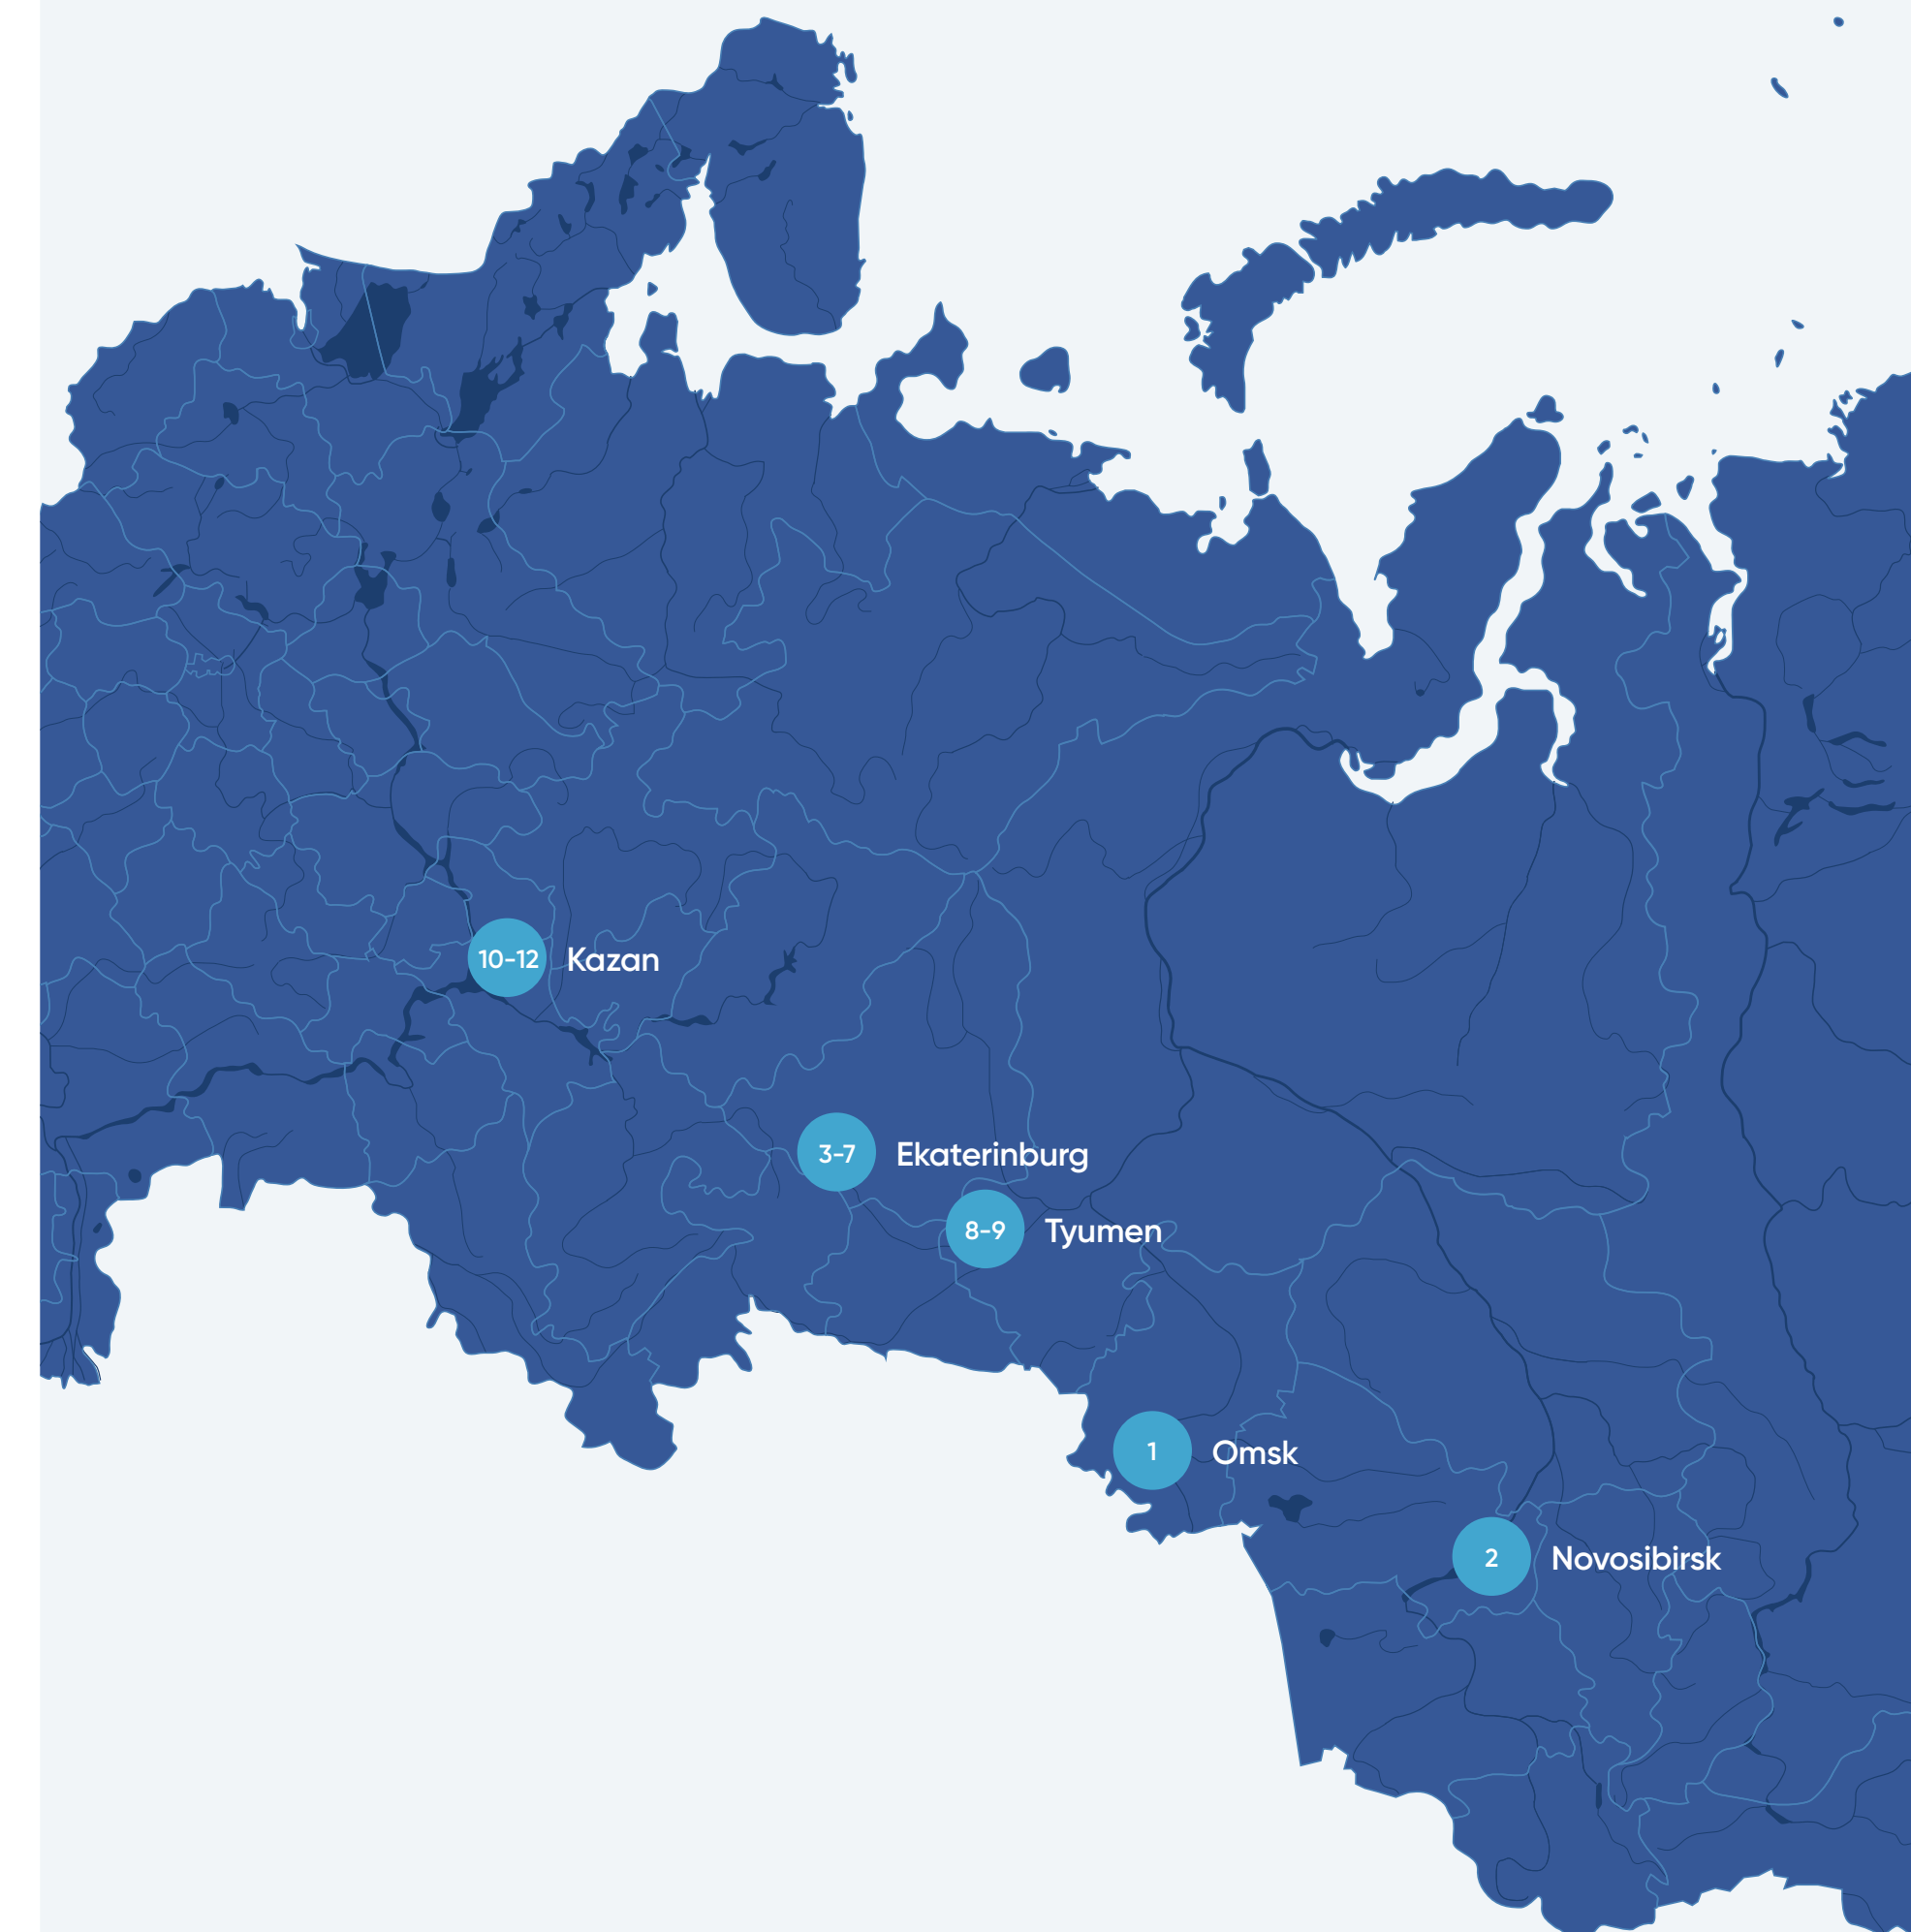 10-12 Kazan
3-7 Ekaterinburg
8-9 Tyumen
1 Omsk
2 Novosibirsk